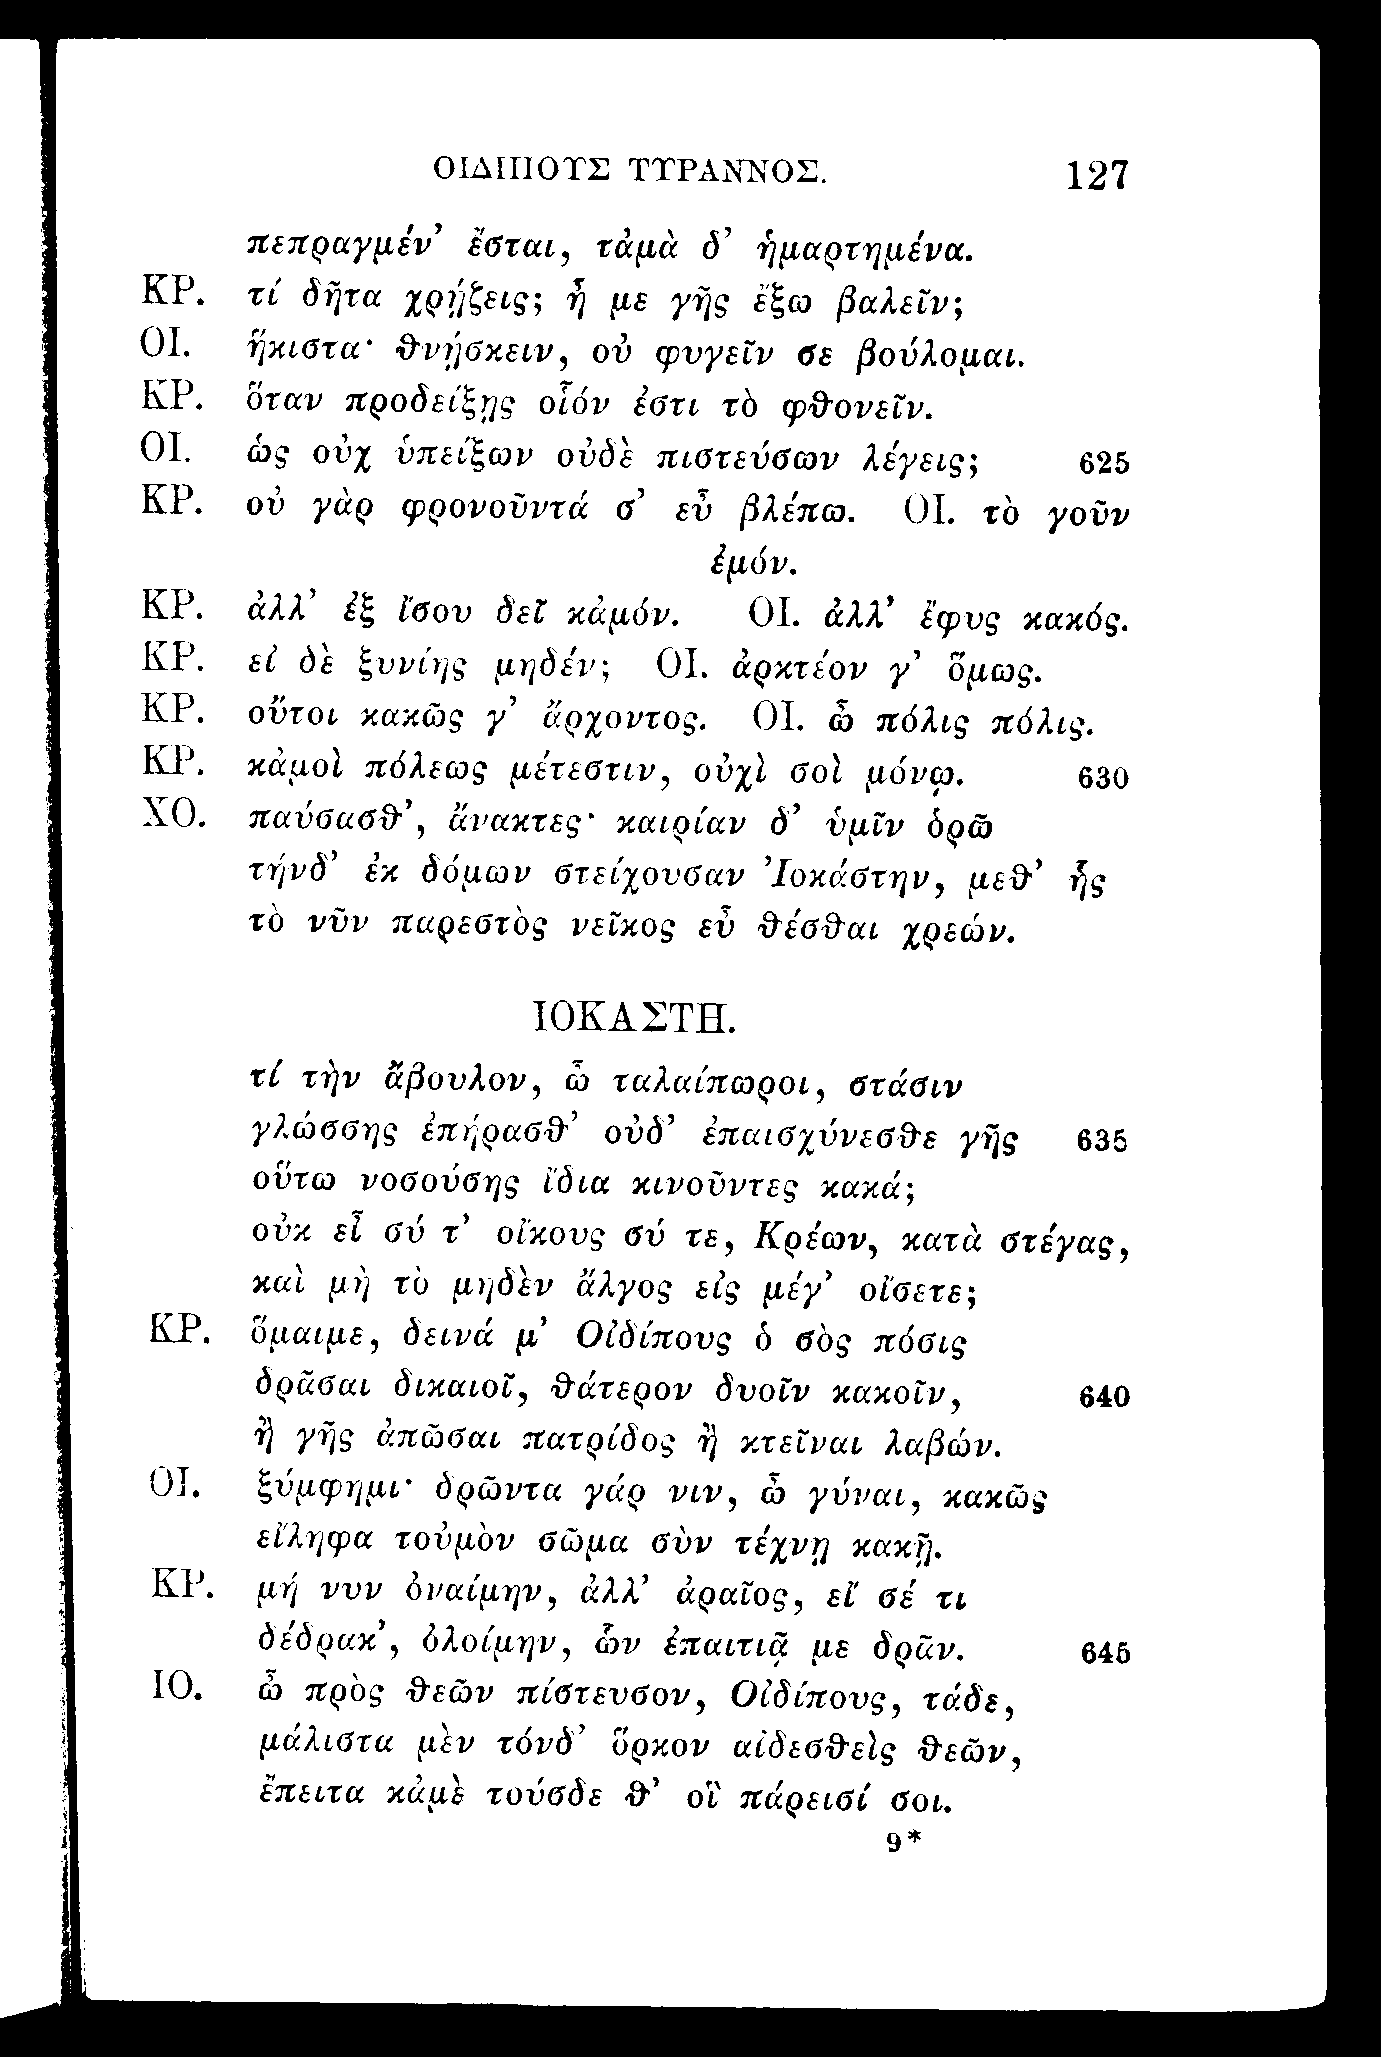 ΟΙΔΙΠΟΥΣ ΤΥΡΑΝΝΟΣ. 127
πεπραγμέν’ ἔσται, τἀμὰ δ’ ἡμαρτημένα.
ΚΡ. τί δῆτα χρῄζεις; ἦ με γῆς ἔξω βαλεῖν;
ΟΙ. ἥκιστα· θνῄσκειν, οὐ φυγεῖν σε βούλομαι.
ΚΡ. ὅταν προδείξῃς οἷόν ἐστι τὸ φθονεῖν.
ΟΙ. ὡς οὐχ ὑπείξων οὐδὲ πιστεύσων λέγεις; 625
ΚΡ. οὐ γὰρ φρονοῦντά σ’ εὖ βλέπω. ΟΙ. τὸ γοῦν
ἐμόν.
ΚΡ. ἀλλ’ ἐξ ἴσου δεῖ κἀμόν. ΟΙ. ἀλλ’ ἔφυς κακός.
ΚΡ. εἰ δὲ ξυνίης μηδέν; ΟΙ. ἀρκτέον γ’ ὅμως.
ΚΡ. οὔτοι κακῶς γ’ ἄρχοντος. ΟΙ. ὦ πόλις πόλις.
ΚΡ. κἀμοὶ πόλεως μέτεστιν, οὐχὶ σοὶ μόνῳ. 630
ΧΟ. παύσασθ’, ἄνακτες· καιρίαν δ’ ὑμῖν ὁρῶ
τήνδ’ ἐκ δόμων στείχουσαν Ἰοκάστην, μεθ’ ἧς
τὸ νῦν παρεστὸς νεῖκος εὖ θέσθαι χρεών.
ΙΟΚΑΣΤΗ.
τί τὴν ἄβουλον, ὦ ταλαίπωροι, στάσιν
γλώσσης ἐπήρασθ’ οὐδ’ ἐπαισχύνεσθε γῆς 635
οὕτω νοσούσης ἴδια κινοῦντες κακά;
οὐκ εἶ σύ τ’ οἴκους σύ τε, Κρέων, κατὰ στέγας,
καὶ μὴ τὸ μηδὲν ἄλγος εἰς μέγ’ οἴσετε;
ΚΡ. ὅμαιμε, δεινά μ’ Οἰδίπους ὁ σὸς πόσις
δρᾶσαι δικαιοῖ, θάτερον δυοῖν κακοῖν, 640
ἢ γῆς ἀπῶσαι πατρίδος ἢ κτεῖναι λαβών.
ΟΙ. ξύμφημι· δρῶντα γάρ νιν, ὦ γύναι, κακῶς
εἴληφα τοὐμὸν σῶμα σὺν τέχνῃ κακῇ.
ΚΡ. μή νυν ὀναίμην, ἀλλ’ ἀραῖος, εἴ σέ τι
δέδρακ’, ὀλοίμην, ὧν ἐπαιτιᾷ με δρᾶν. 645
ΙΟ. ὦ πρὸς θεῶν πίστευσον, Οἰδίπους, τάδε,
μάλιστα μὲν τόνδ’ ὅρκον αἰδεσθεὶς θεῶν,
ἔπειτα κἀμὲ τούσδε θ’ οἳ πάρεισί σοι.
9*